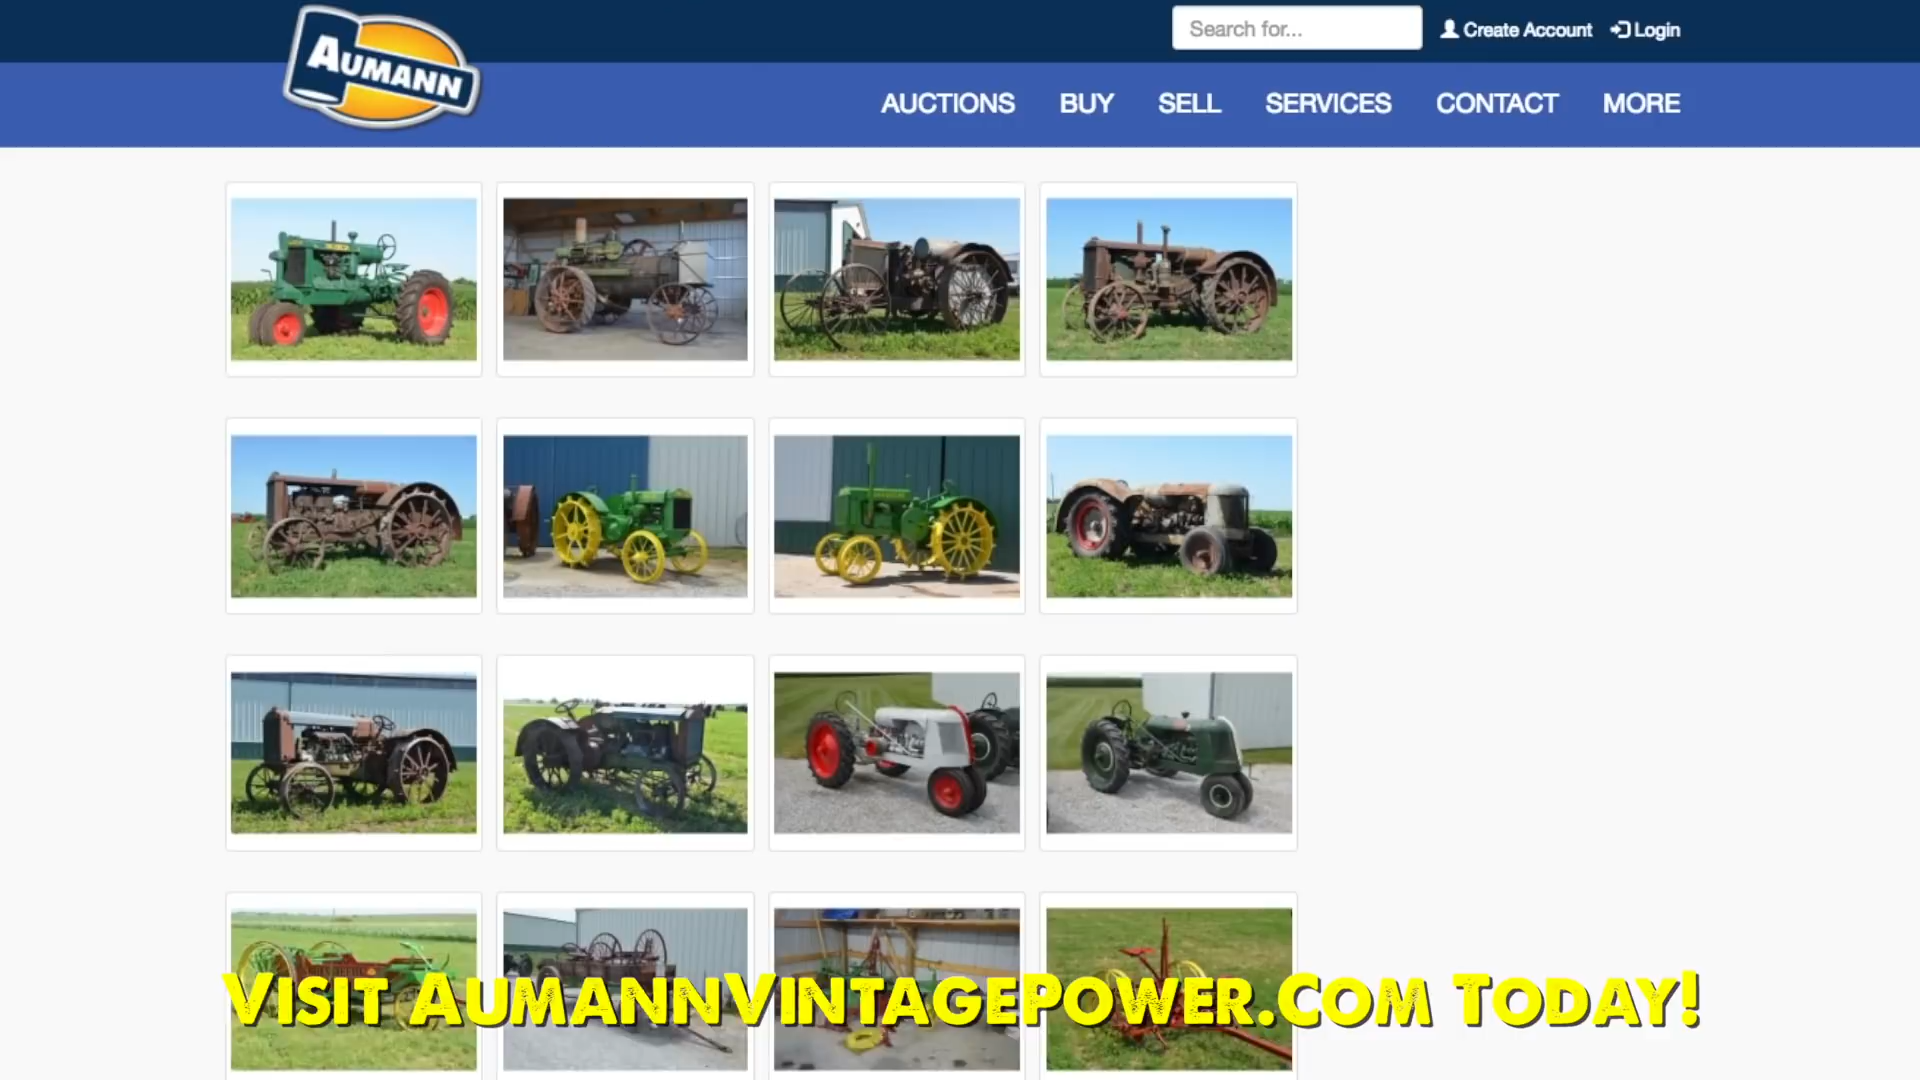 AUMANN
Search for...
Create Account
Login
AUCTIONS
BUY
SELL
SERVICES
CONTACT
MORE
VISIT AUMANNVINTAGEPOWER.COM TODAY!